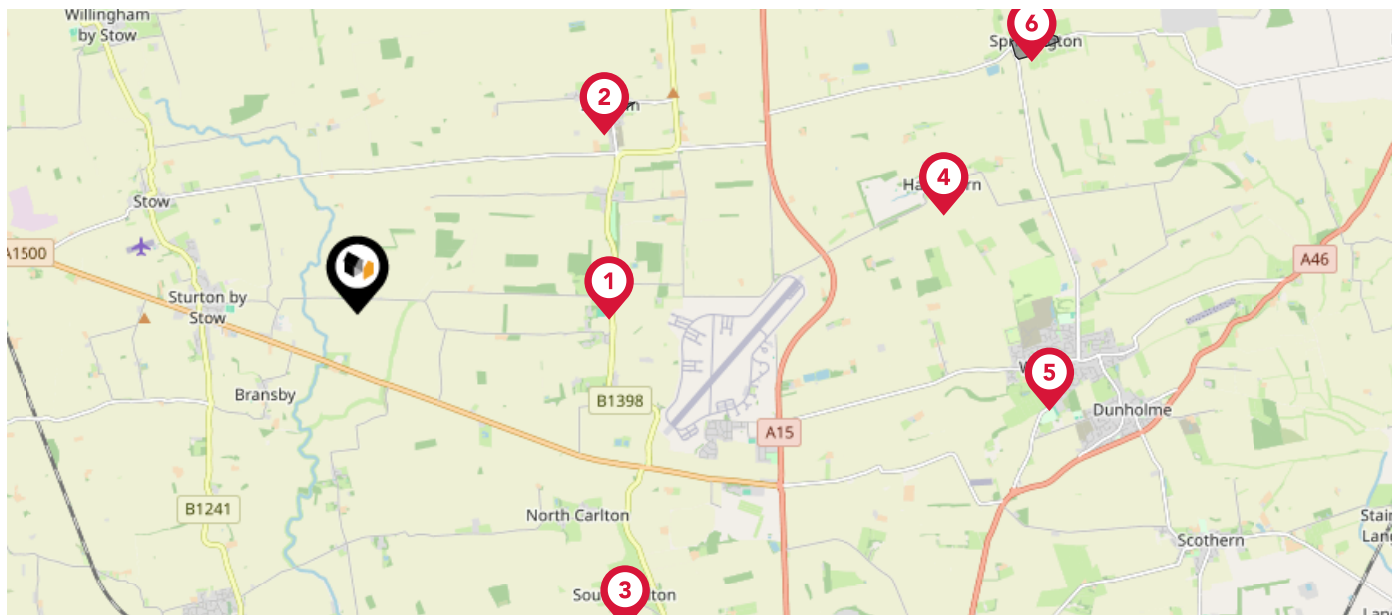 Willingham
by Stow
6
2
4
Stow
A1500
A46
1
Sturton by
Stow
5
Bransby
B1398
Dunholme
A15
B1241
North Carlton
Scothern
3